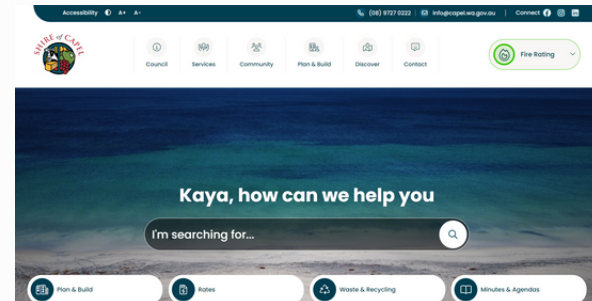 Accessibility A+ A-
(08) 9727 0222 | info@capel.wa.gov.au | Connect
SHIRE of CAPEL
Council Services Community Plan & Build Discover Contact
Fire Rating
Kaya, how can we help you
I'm searching for...
Plan & Build Rates Waste & Recycling Minutes & Agendas